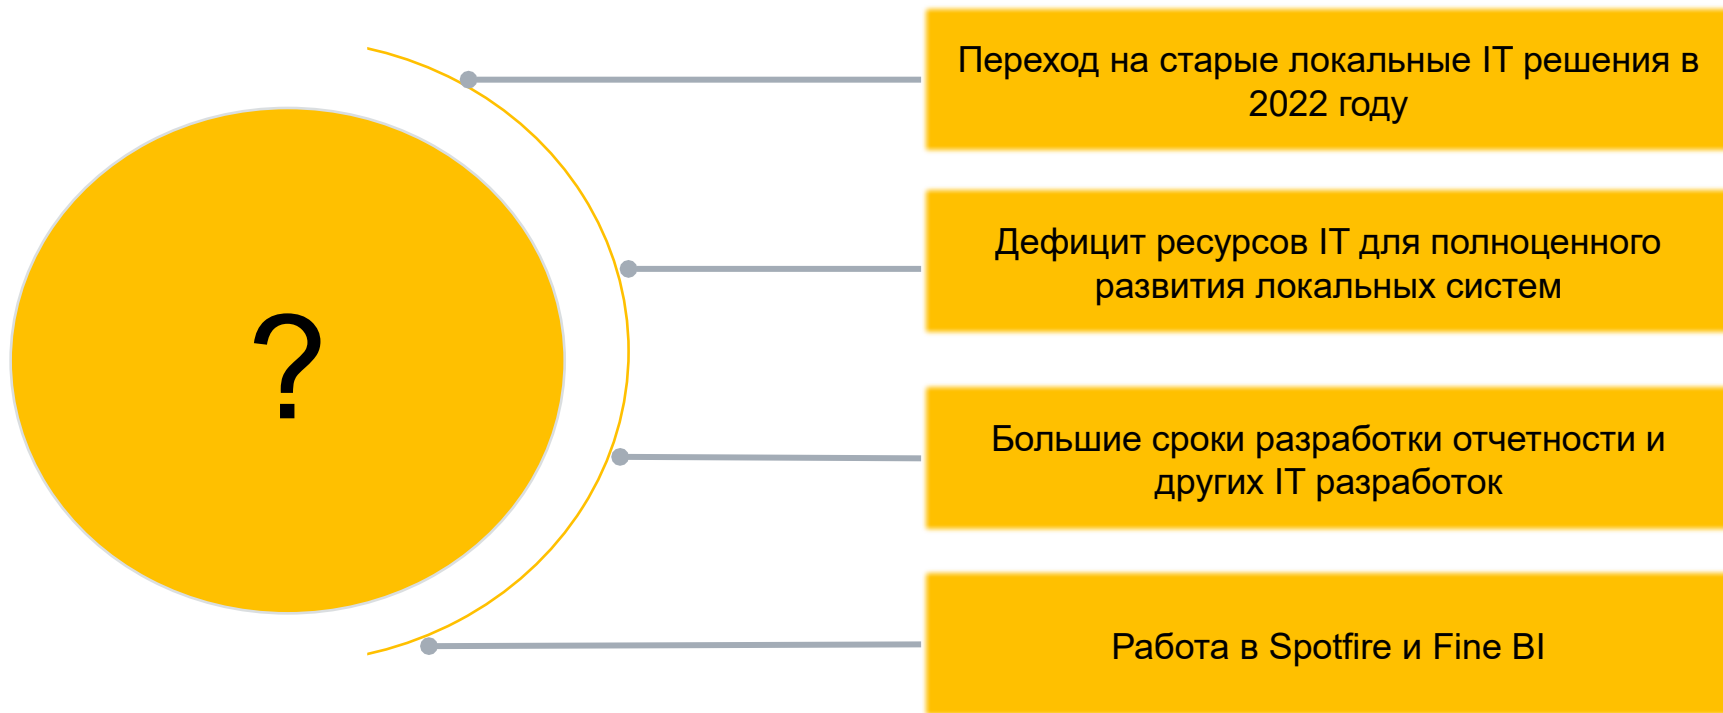 Переход на старые локальные IT решения в
2022 году
Дефицит ресурсов IT для полноценного
развития локальных систем
?
Большие сроки разработки отчетности и
других IT разработок
Работа в Spotfire и Fine BI